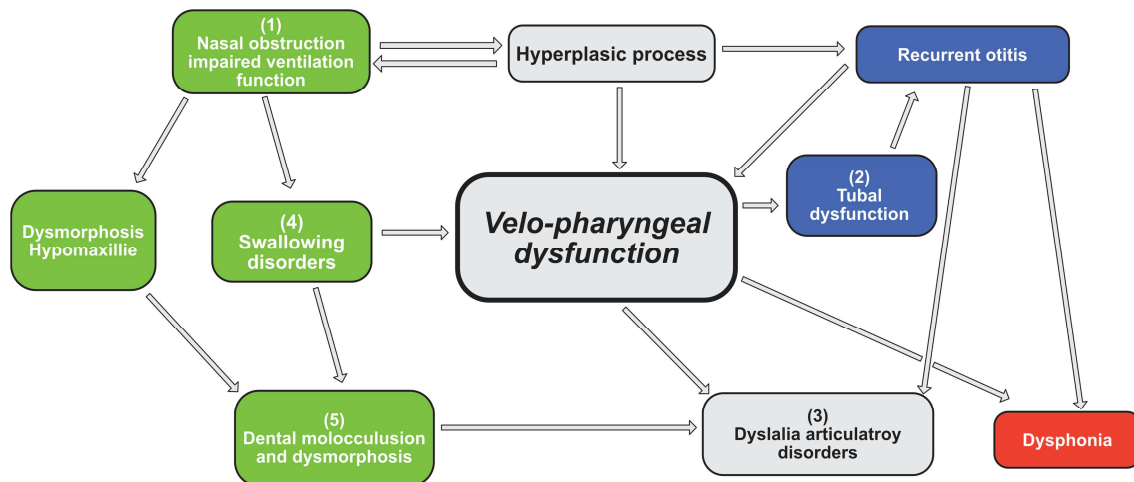 (1)
Nasal obstruction
impaired ventilation
function
Hyperplasic process
Recurrent otitis
Dysmorphosis
Hypomaxillie
(4)
Swallowing
disorders
Velo-pharyngeal
dysfunction
(2)
Tubal
dysfunction
(5)
Dental molocculusion
and dysmorphosis
(3)
Dyslalia articulatroy
disorders
Dysphonia